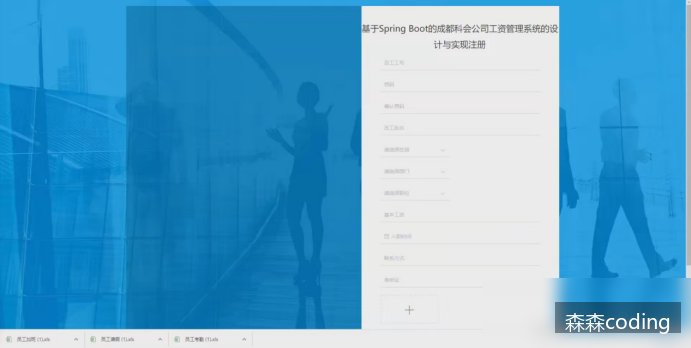 基于Spring Boot的成都科会公司工资管理系统的设
计与实现注册
员工工号
密码
确认密码
员工姓名
请选择性别
请选择部门
请选择职位
基本工资
入职时间
联系方式
身份证
员工出同 (1).xls
员工请假 (1).xls
员工考勤 (1).xls
森森coding